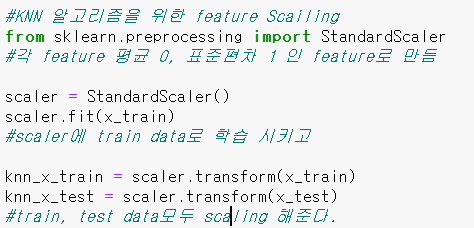 #KNN 알고리즘을 위한 feature Scailing
from sklearn.preprocessing import StandardScaler
#각 feature 평균 0, 표준편차 1 인 feature로 만듬
scaler = StandardScaler()
scaler.fit(x_train)
#scaler에 train data로 학습 시키고
knn_x_train = scaler.transform(x_train)
knn_x_test = scaler.transform(x_test)
#train, test data모두 scaling 해준다.